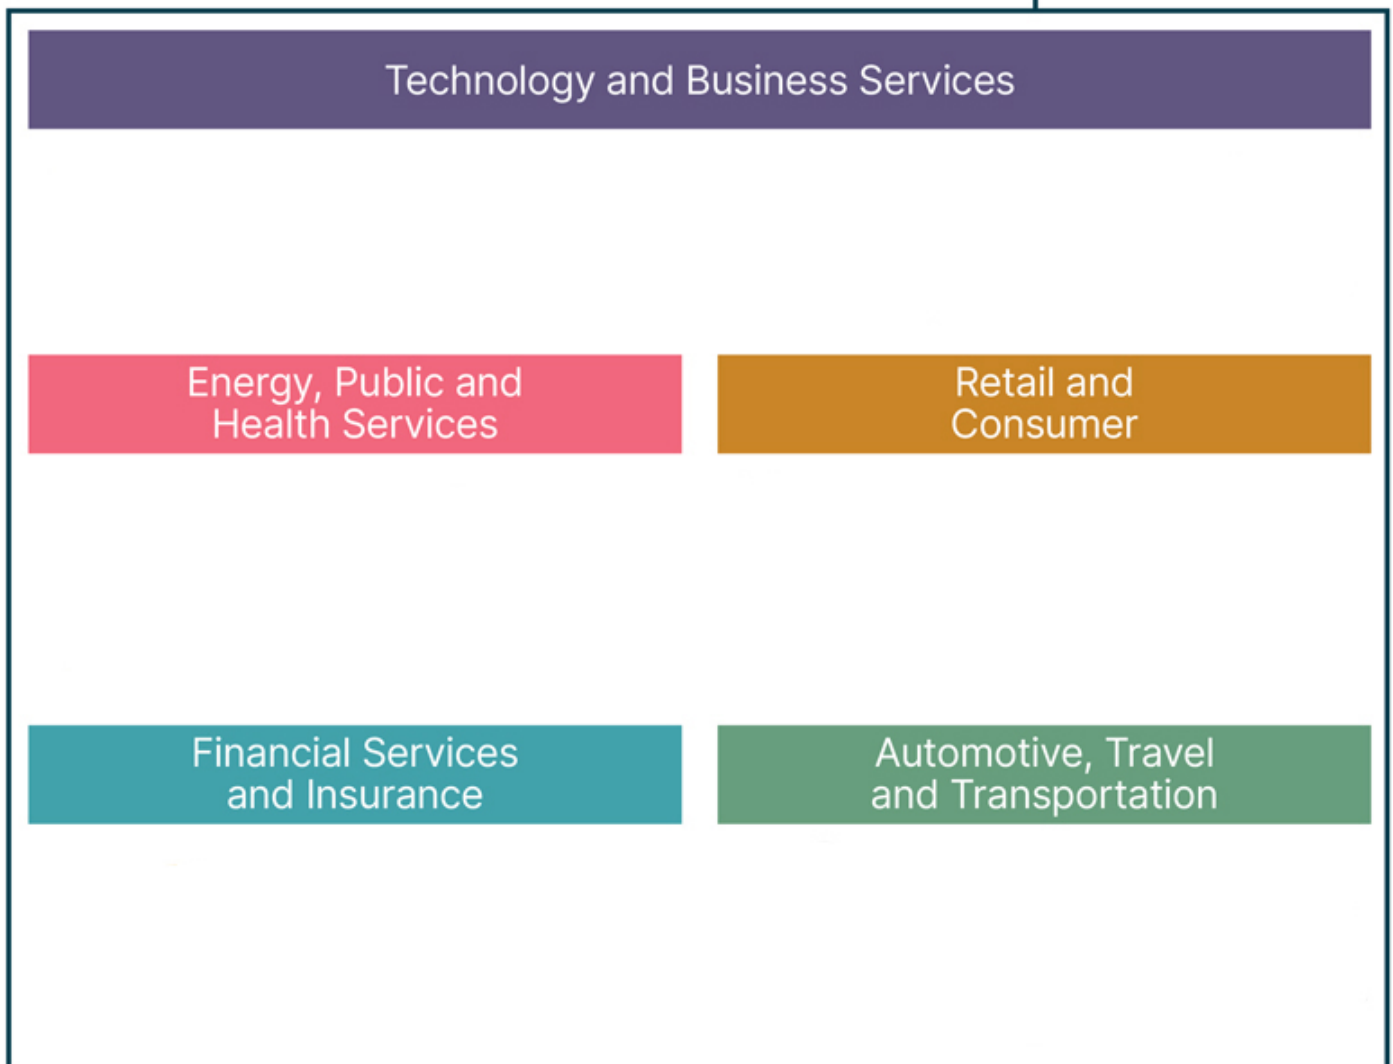 Technology and Business Services
Energy, Public and
Health Services
Retail and
Consumer
Financial Services
and Insurance
Automotive, Travel
and Transportation